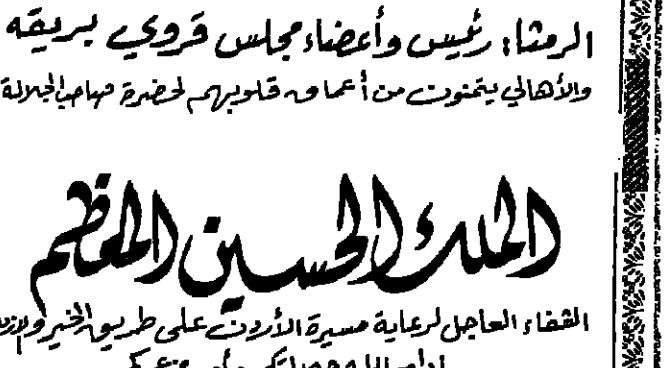 الرمثا: رئيس وأعضاء مجلس قروي بريقه
والأهالي يتمنون من أعماق قلوبهم لحضرة صاحب الجلالة
الملك الحسين المعظم
الشفاء العاجل لرعاية مسيرة الأردن على طريق الخير